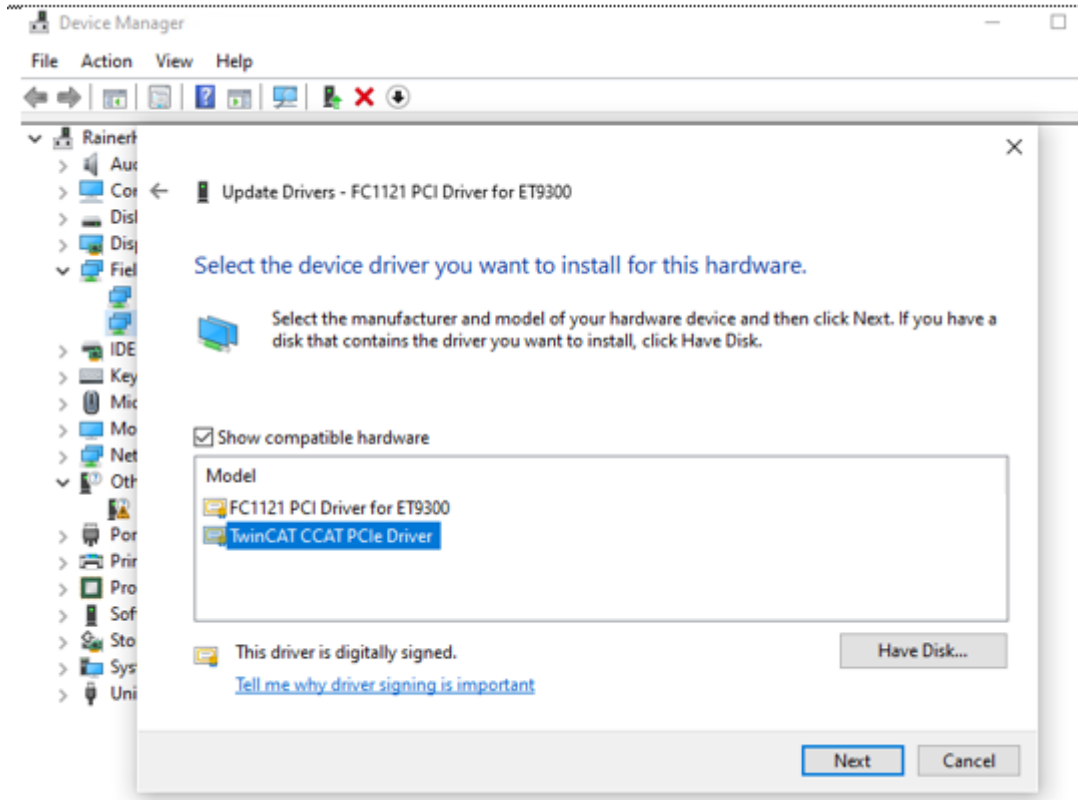 Device Manager
File Action View Help
Rainerh
Aud
Cor
Disk
Disp
Fiel
IDE
Key
Mic
Mo
Net
Oth
Por
Prin
Pro
Sof
Sto
Sys
Uni
Update Drivers - FC1121 PCI Driver for ET9300
Select the device driver you want to install for this hardware.
Select the manufacturer and model of your hardware device and then click Next. If you have a
disk that contains the driver you want to install, click Have Disk.
Show compatible hardware
Model
FC1121 PCI Driver for ET9300
TwinCAT CCAT PCIe Driver
This driver is digitally signed.
Have Disk...
Tell me why driver signing is important
Next Cancel